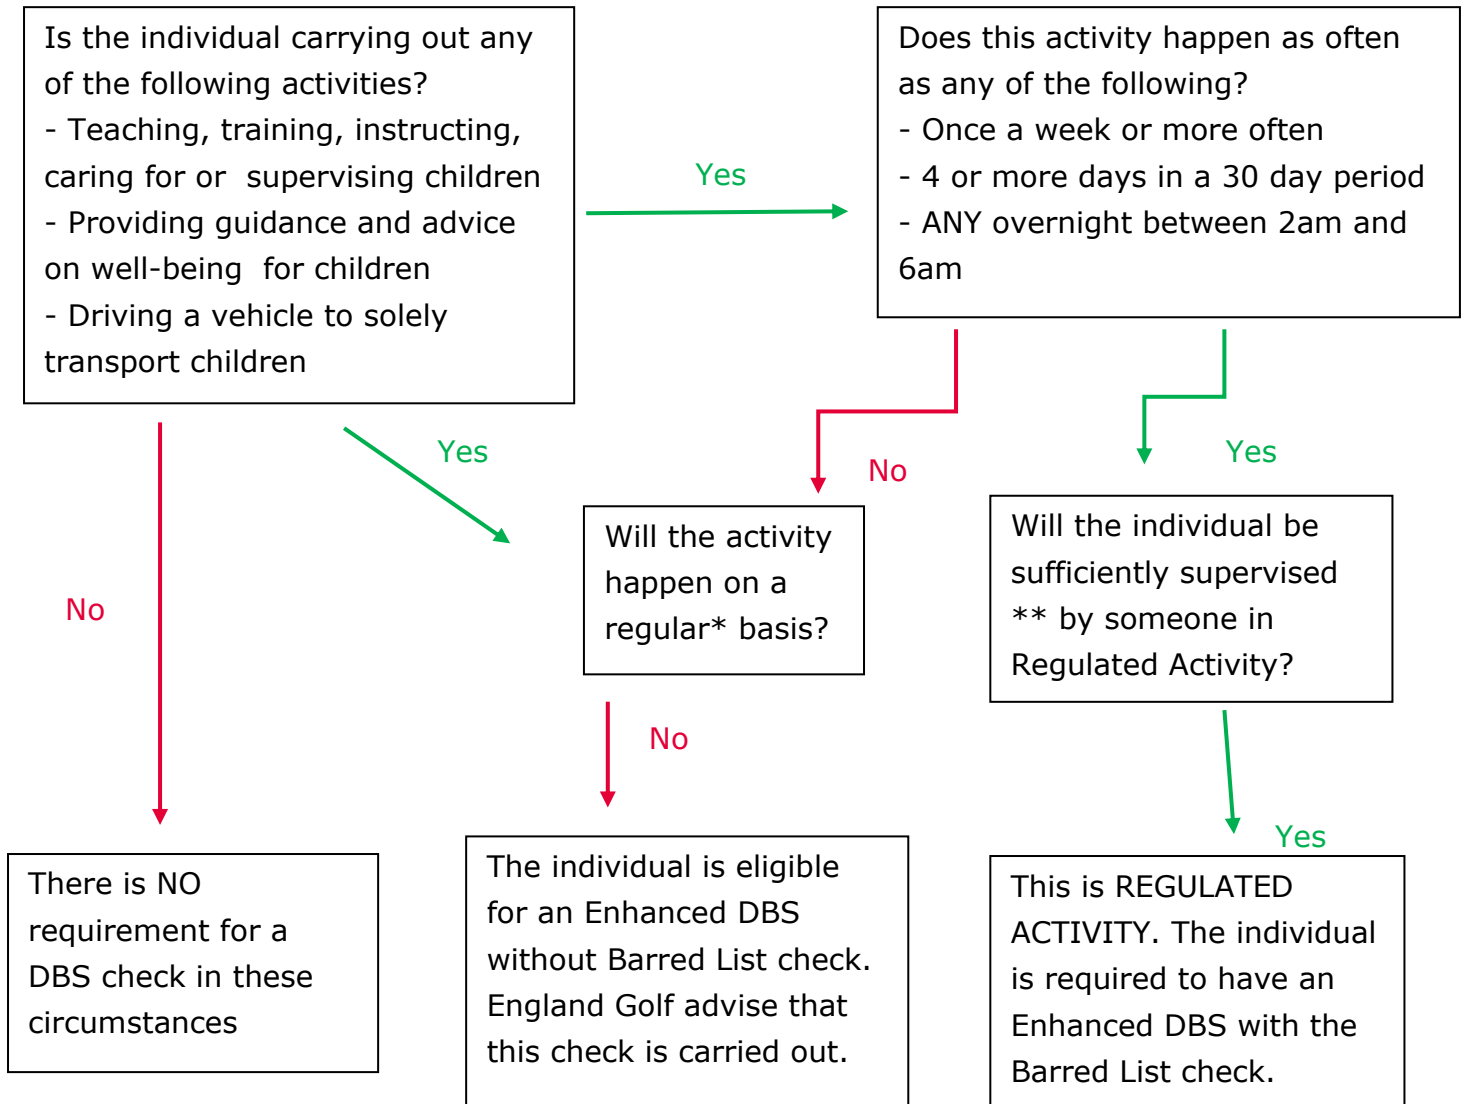 Is the individual carrying out any
of the following activities?
- Teaching, training, instructing,
caring for or supervising children
- Providing guidance and advice
on well-being for children
- Driving a vehicle to solely
transport children
Yes
Does this activity happen as often
as any of the following?
- Once a week or more often
- 4 or more days in a 30 day period
- ANY overnight between 2am and
6am
No
Yes
Will the activity
happen on a
regular* basis?
No
Yes
Will the individual be
sufficiently supervised
** by someone in
Regulated Activity?
No
Yes
There is NO
requirement for a
DBS check in these
circumstances
The individual is eligible
for an Enhanced DBS
without Barred List check.
England Golf advise that
this check is carried out.
This is REGULATED
ACTIVITY. The individual
is required to have an
Enhanced DBS with the
Barred List check.